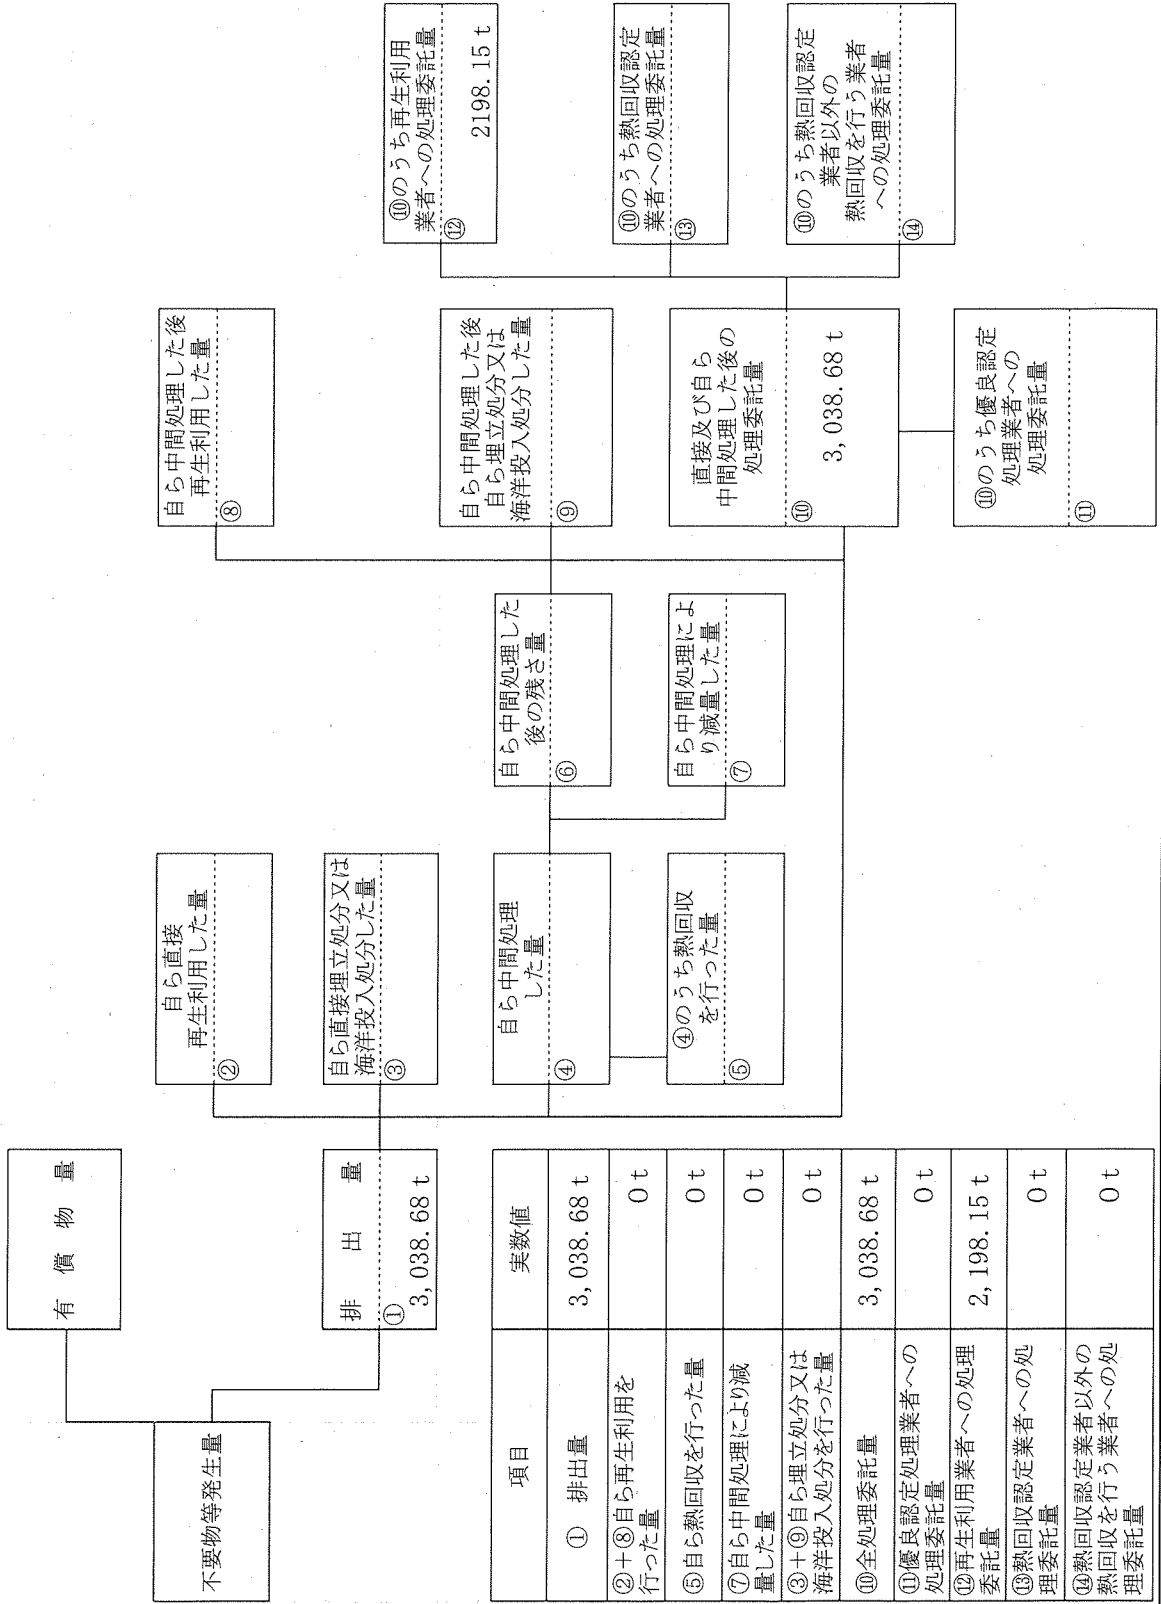 不要物等発生量
有償物量
排出量
①
3,038.68 t
自ら直接
再生利用した量
②
自ら直接埋立処分又は
海洋投入処分した量
③
自ら中間処理
した量
④
④のうち熱回収
を行った量
⑤
自ら中間処理した
後の残さ量
⑥
自ら中間処理によ
り減量した量
⑦
自ら中間処理した後
再生利用した量
⑧
自ら中間処理した後
自ら埋立処分又は
海洋投入処分した量
⑨
直接及び自ら
中間処理した後の
処理委託量
⑩
3,038.68 t
⑩のうち優良認定
処理業者への
処理委託量
⑪
⑩のうち再生利用
業者への処理委託量
⑫
2198.15 t
⑩のうち熱回収認定
業者への処理委託量
⑬
⑩のうち熱回収認定
業者以外の
熱回収を行う業者
への処理委託量
⑭
項目
実数値
① 排出量
3,038.68 t
②+⑧自ら再生利用を
行った量
0 t
⑤自ら熱回収を行った量
0 t
⑦自ら中間処理により減
量した量
0 t
③+⑨自ら埋立処分又は
海洋投入処分を行った量
0 t
⑩全処理委託量
3,038.68 t
⑪優良認定処理業者への
処理委託量
0 t
⑫再生利用業者への処理
委託量
2,198.15 t
⑬熱回収認定業者への処
理委託量
0 t
⑭熱回収認定業者以外の
熱回収を行う業者への処
理委託量
0 t